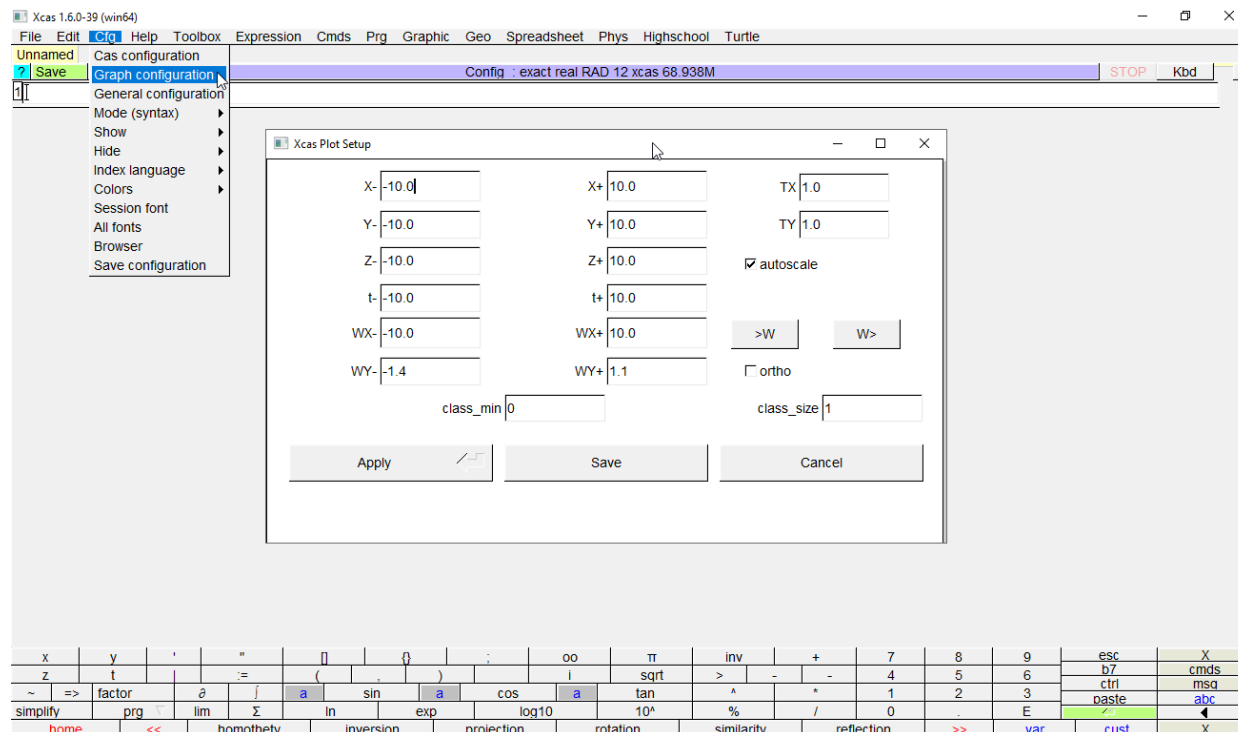 Xcas 1.6.0-39 (win64)
File Edit Cfg Help Toolbox Expression Cmds Prg Graphic Geo Spreadsheet Phys Highschool Turtle
Unnamed
? Save Config : exact real RAD 12 xcas 68.938M STOP Kbd
1
Cas configuration
Graph configuration
General configuration
Mode (syntax)
Show
Hide
Index language
Colors
Session font
All fonts
Browser
Save configuration
Xcas Plot Setup
X- -10.0 X+ 10.0 TX 1.0
Y- -10.0 Y+ 10.0 TY 1.0
Z- -10.0 Z+ 10.0 autoscale
t- -10.0 t+ 10.0
WX- -10.0 WX+ 10.0 >W W>
WY- -1.4 WY+ 1.1 ortho
class_min 0 class_size 1
Apply Save Cancel
x y ' " [] {} ; oo π inv + 7 8 9 esc X
z t | := ( , ) i sqrt > - - 4 5 6 b7 cmds
~ => factor ∂ ∫ a sin a cos a tan ^ * 1 2 3 ctrl msg
simplify prg lim Σ ln exp log10 10^ % / 0 . E paste abc
home << homothety inversion projection rotation similarity reflection >> var cust X